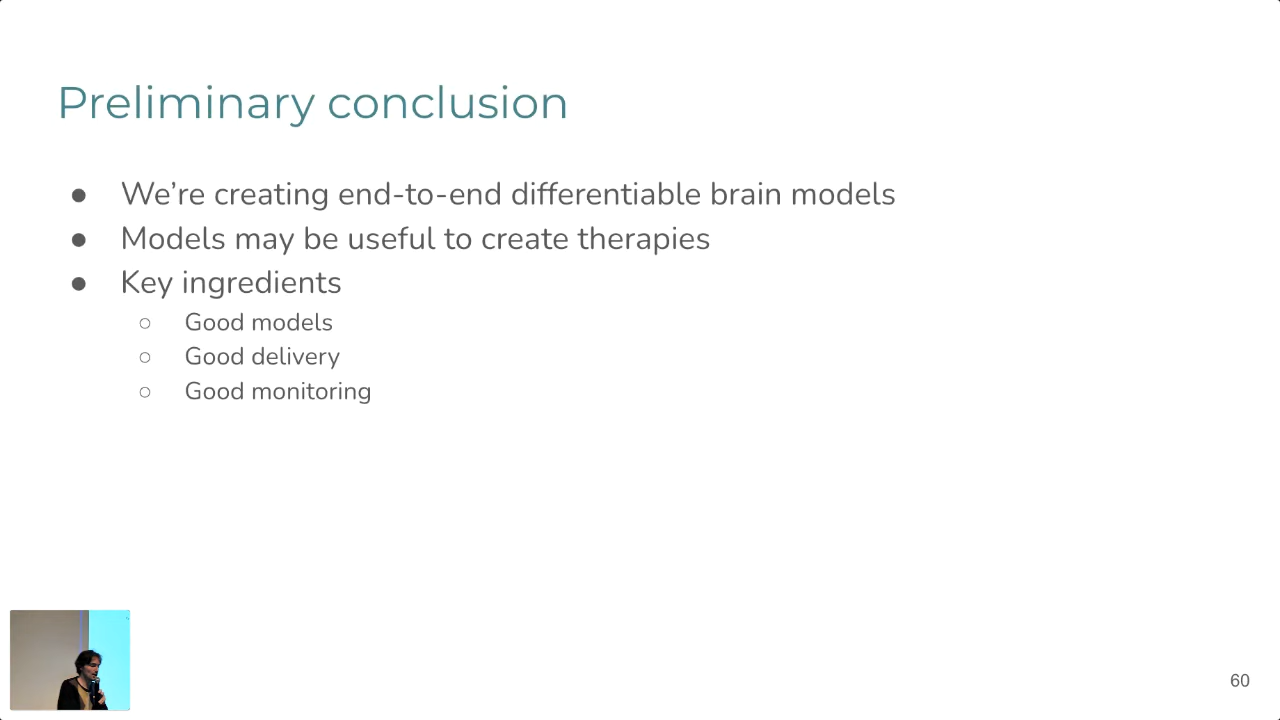 Preliminary conclusion
● We’re creating end-to-end differentiable brain models
● Models may be useful to create therapies
● Key ingredients
○ Good models
○ Good delivery
○ Good monitoring
60